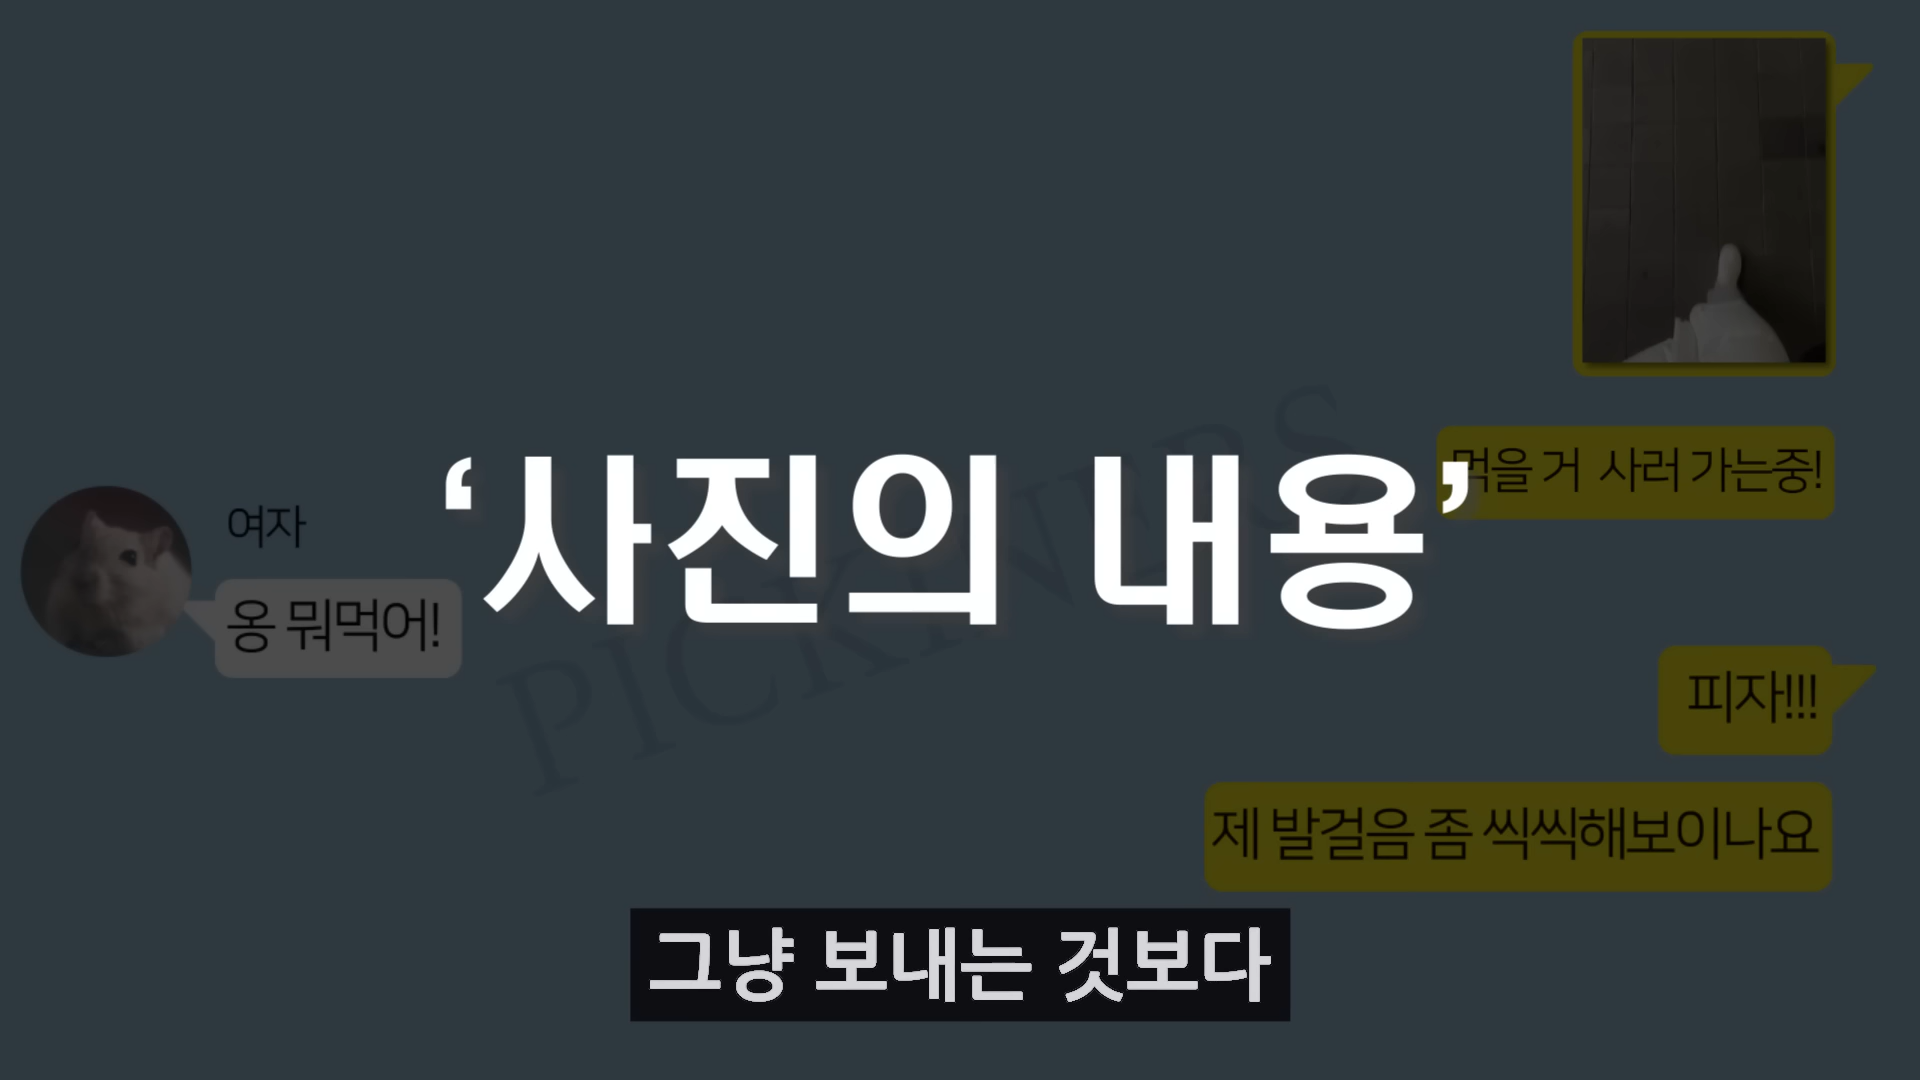 먹을 거 사러 가는중!
여자
옹 뭐먹어!
‘사진의 내용’
PICKINERS
피자!!!
제 발걸음 좀 씩씩해보이나요
그냥 보내는 것보다